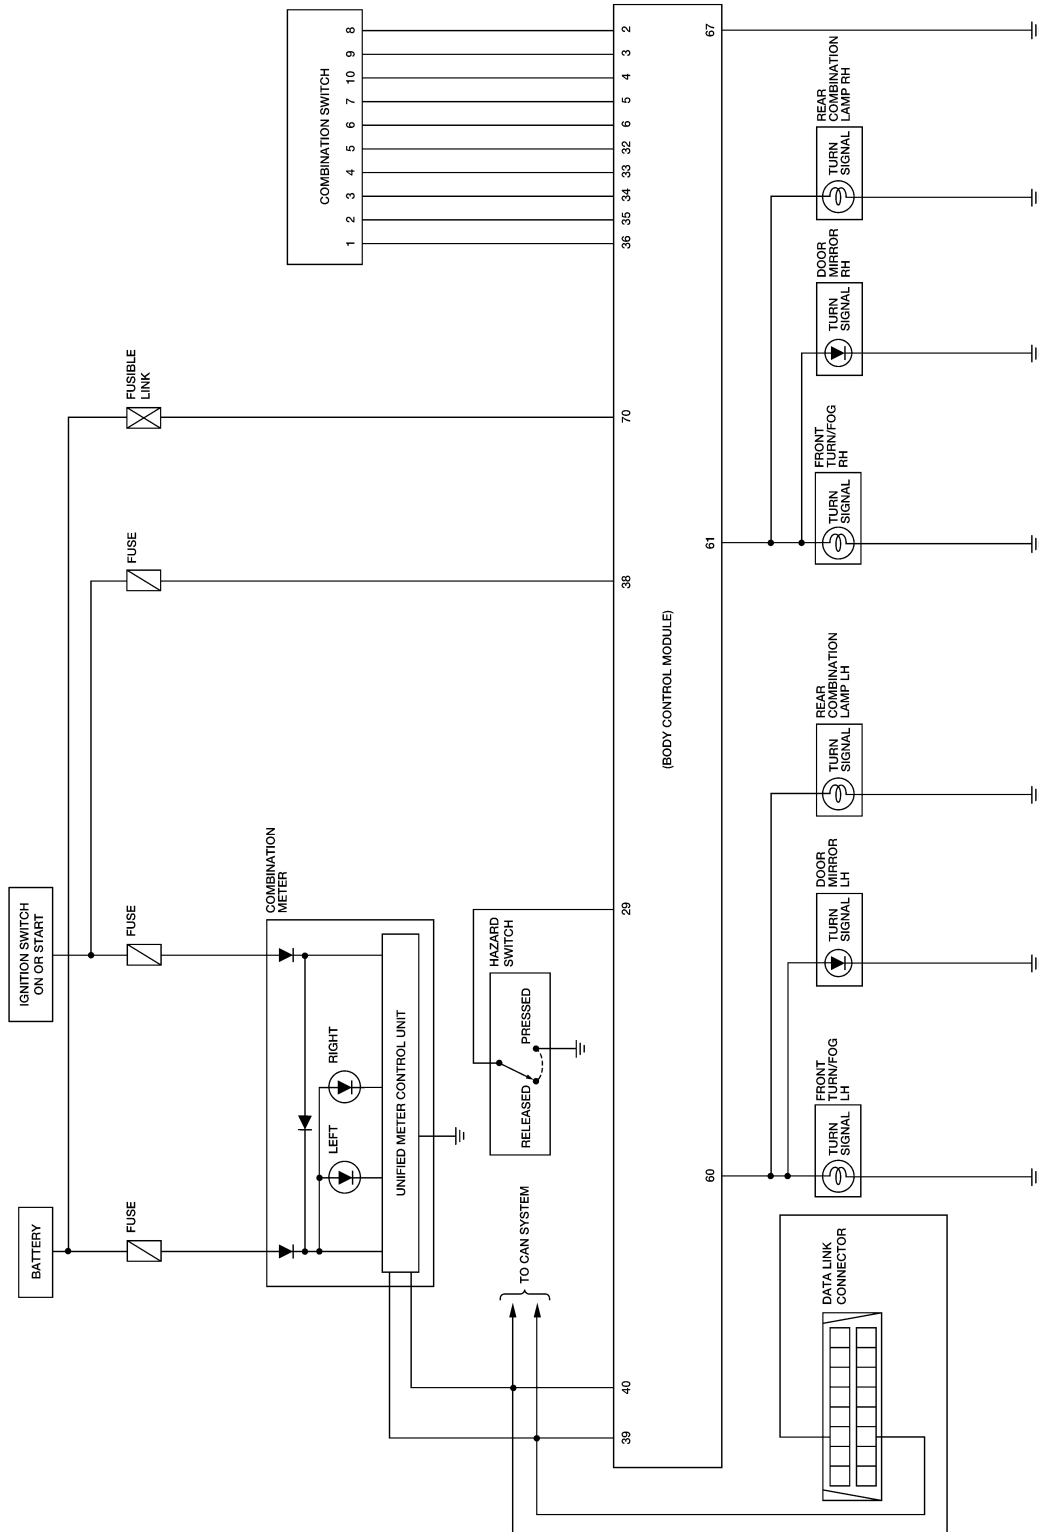 BATTERY
IGNITION SWITCH
ON OR START
FUSE
FUSE
FUSE
FUSIBLE
LINK
COMBINATION
METER
LEFT
RIGHT
UNIFIED METER CONTROL UNIT
COMBINATION SWITCH
1
2
3
4
5
6
7
10
9
8
TO CAN SYSTEM
HAZARD
SWITCH
RELEASED
PRESSED
39
40
29
38
70
36
35
34
33
32
6
5
4
3
2
(BODY CONTROL MODULE)
60
61
67
DATA LINK
CONNECTOR
FRONT
TURN/FOG
LH
TURN
SIGNAL
DOOR
MIRROR
LH
TURN
SIGNAL
REAR
COMBINATION
LAMP LH
TURN
SIGNAL
FRONT
TURN/FOG
RH
TURN
SIGNAL
DOOR
MIRROR
RH
TURN
SIGNAL
REAR
COMBINATION
LAMP RH
TURN
SIGNAL